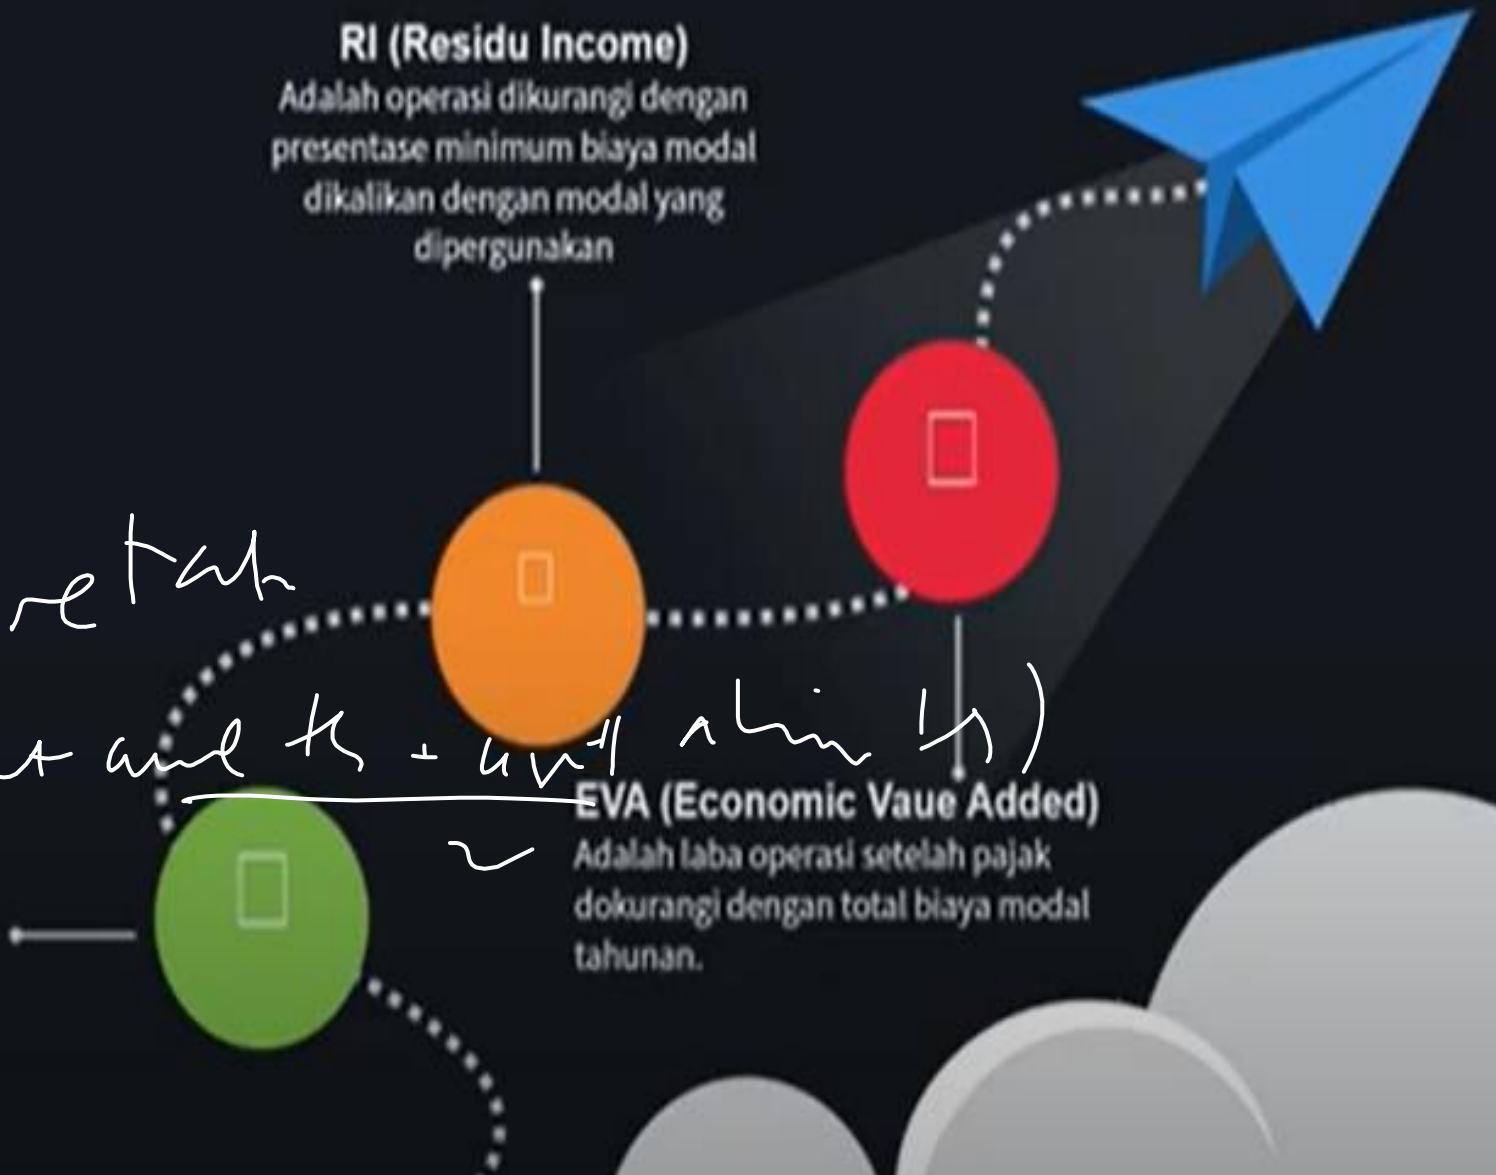 RI (Residu Income)
Adalah operasi dikurangi dengan
presentase minimum biaya modal
dikalikan dengan modal yang
dipergunakan
EVA (Economic Vaue Added)
Adalah laba operasi setelah pajak
dokurangi dengan total biaya modal
tahunan.